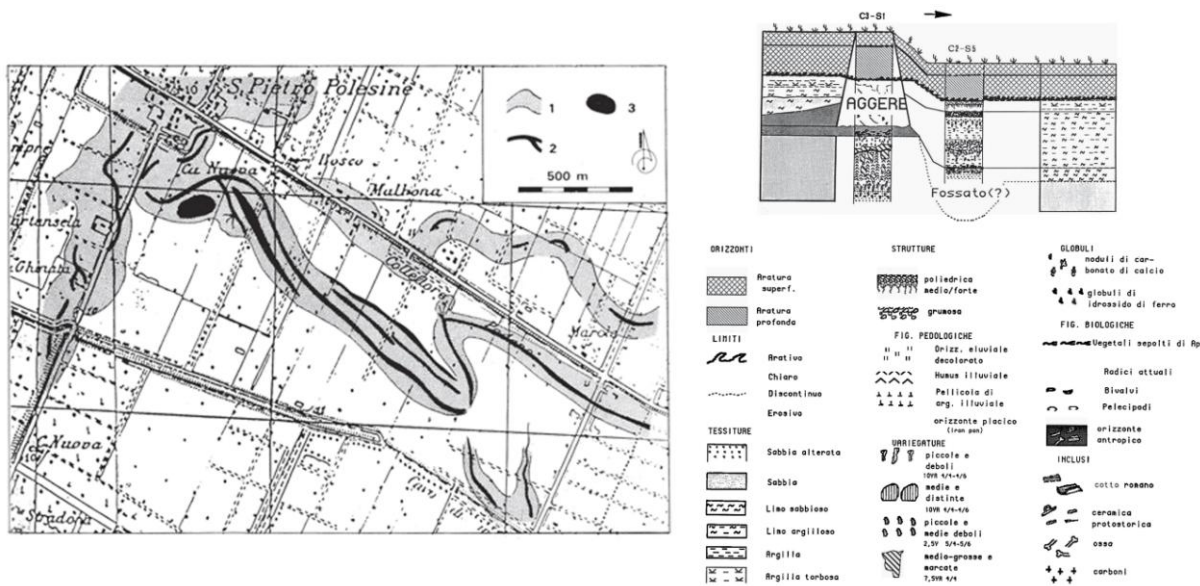 S. Pietro Polesine
1
3
2
500 m
Ca Nuova
Bosco
Malhona
Ghinata
C. Nuova
Stradona
C3-S1
C2-S5
AGGERE
Fossato(?)
ORIZZONTI
Aratura
superf.
Aratura
profonda
LIMITI
Arativo
Chiaro
Discontinuo
Erosivo
TESSITURE
Sabbia alterata
Sabbia
Limo sabbioso
Limo argilloso
Argilla
Argilla torbosa
STRUTTURE
poliedrica
medio/forte
grumosa
FIG. PEDOLOGICHE
Orizz. eluviale
decolorato
Humus illuviale
Pellicola di
arg. illuviale
orizzonte placico
(Iron pan)
VARIEGATURE
piccole e
deboli
10YR 4/4-4/6
medie e
distinte
10YR 4/4-4/6
piccole e
medie deboli
2,5Y 5/4-5/6
medio-grosse e
marcate
7,5YR 4/4
GLOBULI
noduli di car-
bonato di calcio
globuli di
idrossido di ferro
FIG. BIOLOGICHE
Vegetali sepolti di Ap
Radici attuali
Bivalvi
Pelecipodi
orizzonte
antropico
INCLUSI
cotto romano
ceramica
protostorica
ossa
carboni